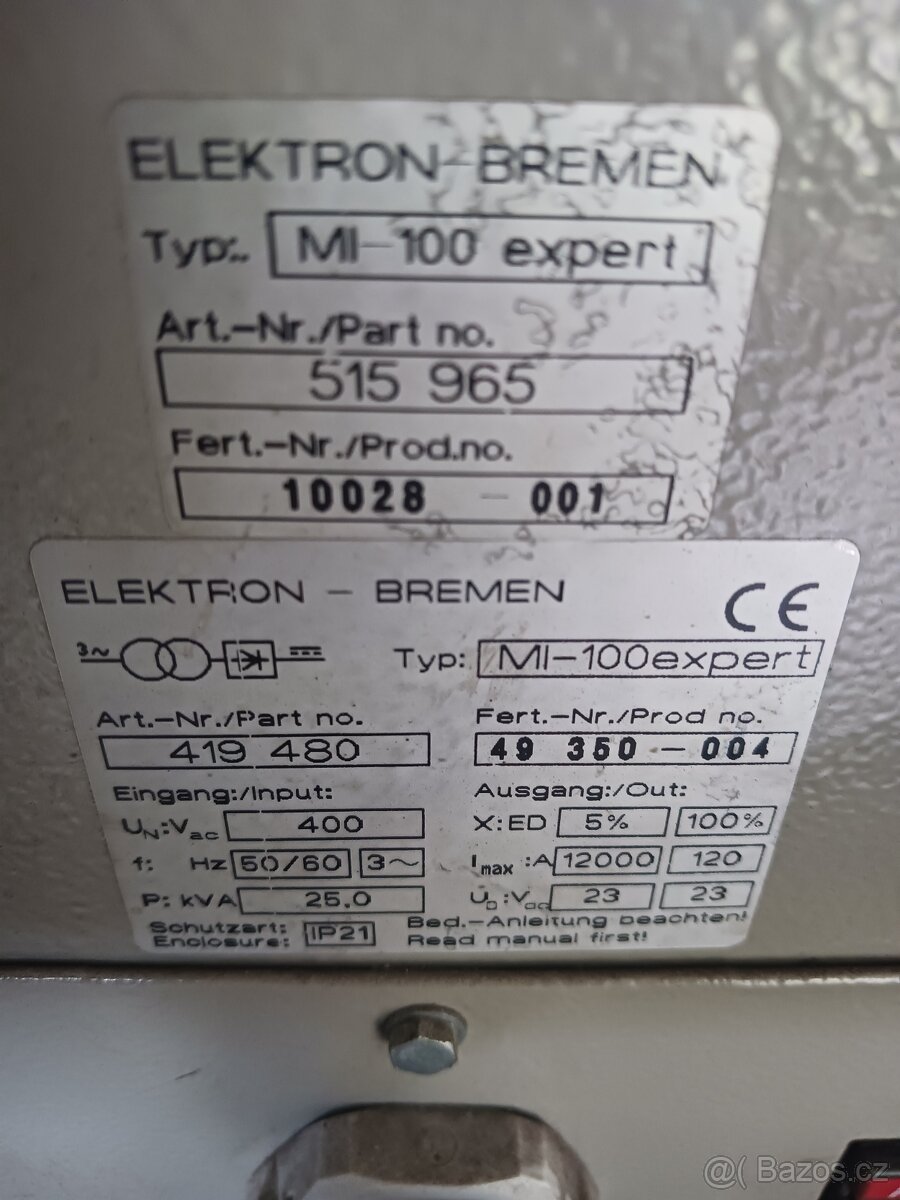 ELEKTRON-BREMEN
Typ: MI-100 expert
Art.-Nr./Part no.
515 965
Fert.-Nr./Prod.no.
10028 - 001
ELEKTRON - BREMEN CE
3~ Typ: MI-100expert
Art.-Nr./Part no. Fert.-Nr./Prod no.
419 480 49 350 - 004
Eingang:/Input: Ausgang:/Out:
UN:Vac 400 X:ED 5% 100%
f: Hz 50/60 3~ Imax :A 12000 120
P: kVA 25,0 23 23
Schutzart: Bed.-Anleitung beachten!
Enclosure: IP21 Read manual first!
@( Bazos.cz